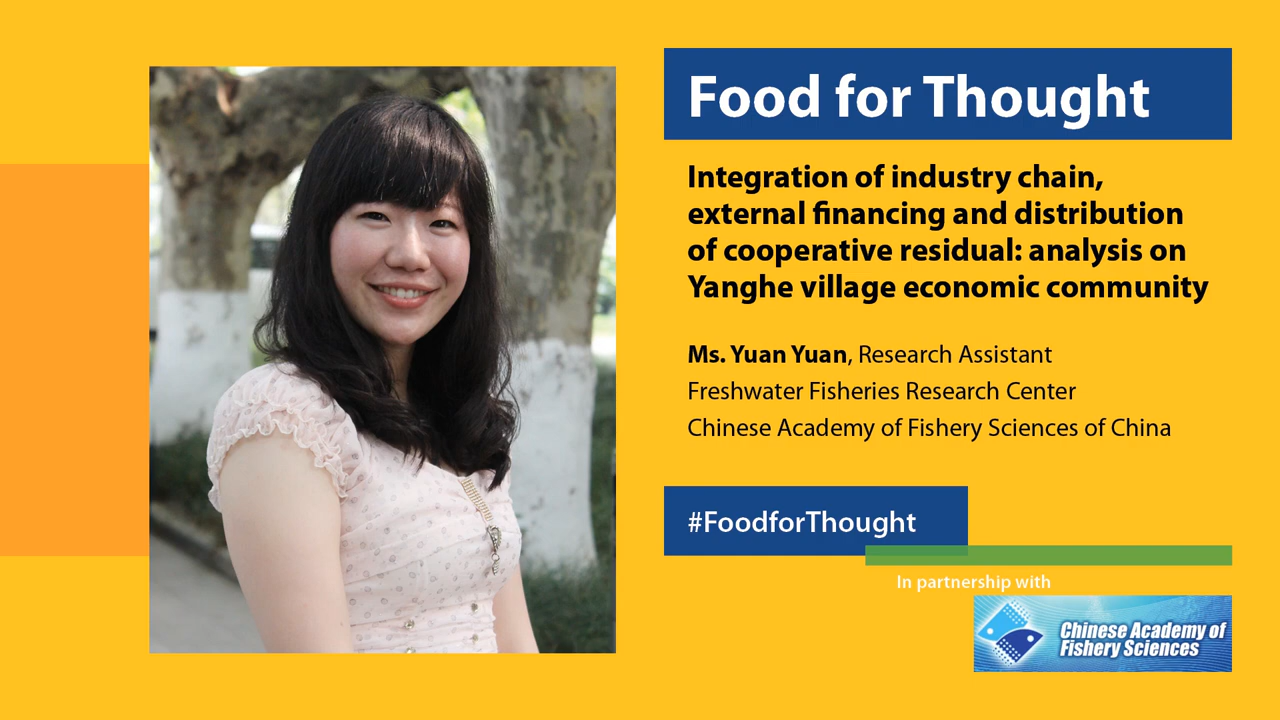 Food for Thought
Integration of industry chain,
external financing and distribution
of cooperative residual: analysis on
Yanghe village economic community
Ms. Yuan Yuan, Research Assistant
Freshwater Fisheries Research Center
Chinese Academy of Fishery Sciences of China
#FoodforThought
In partnership with
Chinese Academy of
Fishery Sciences